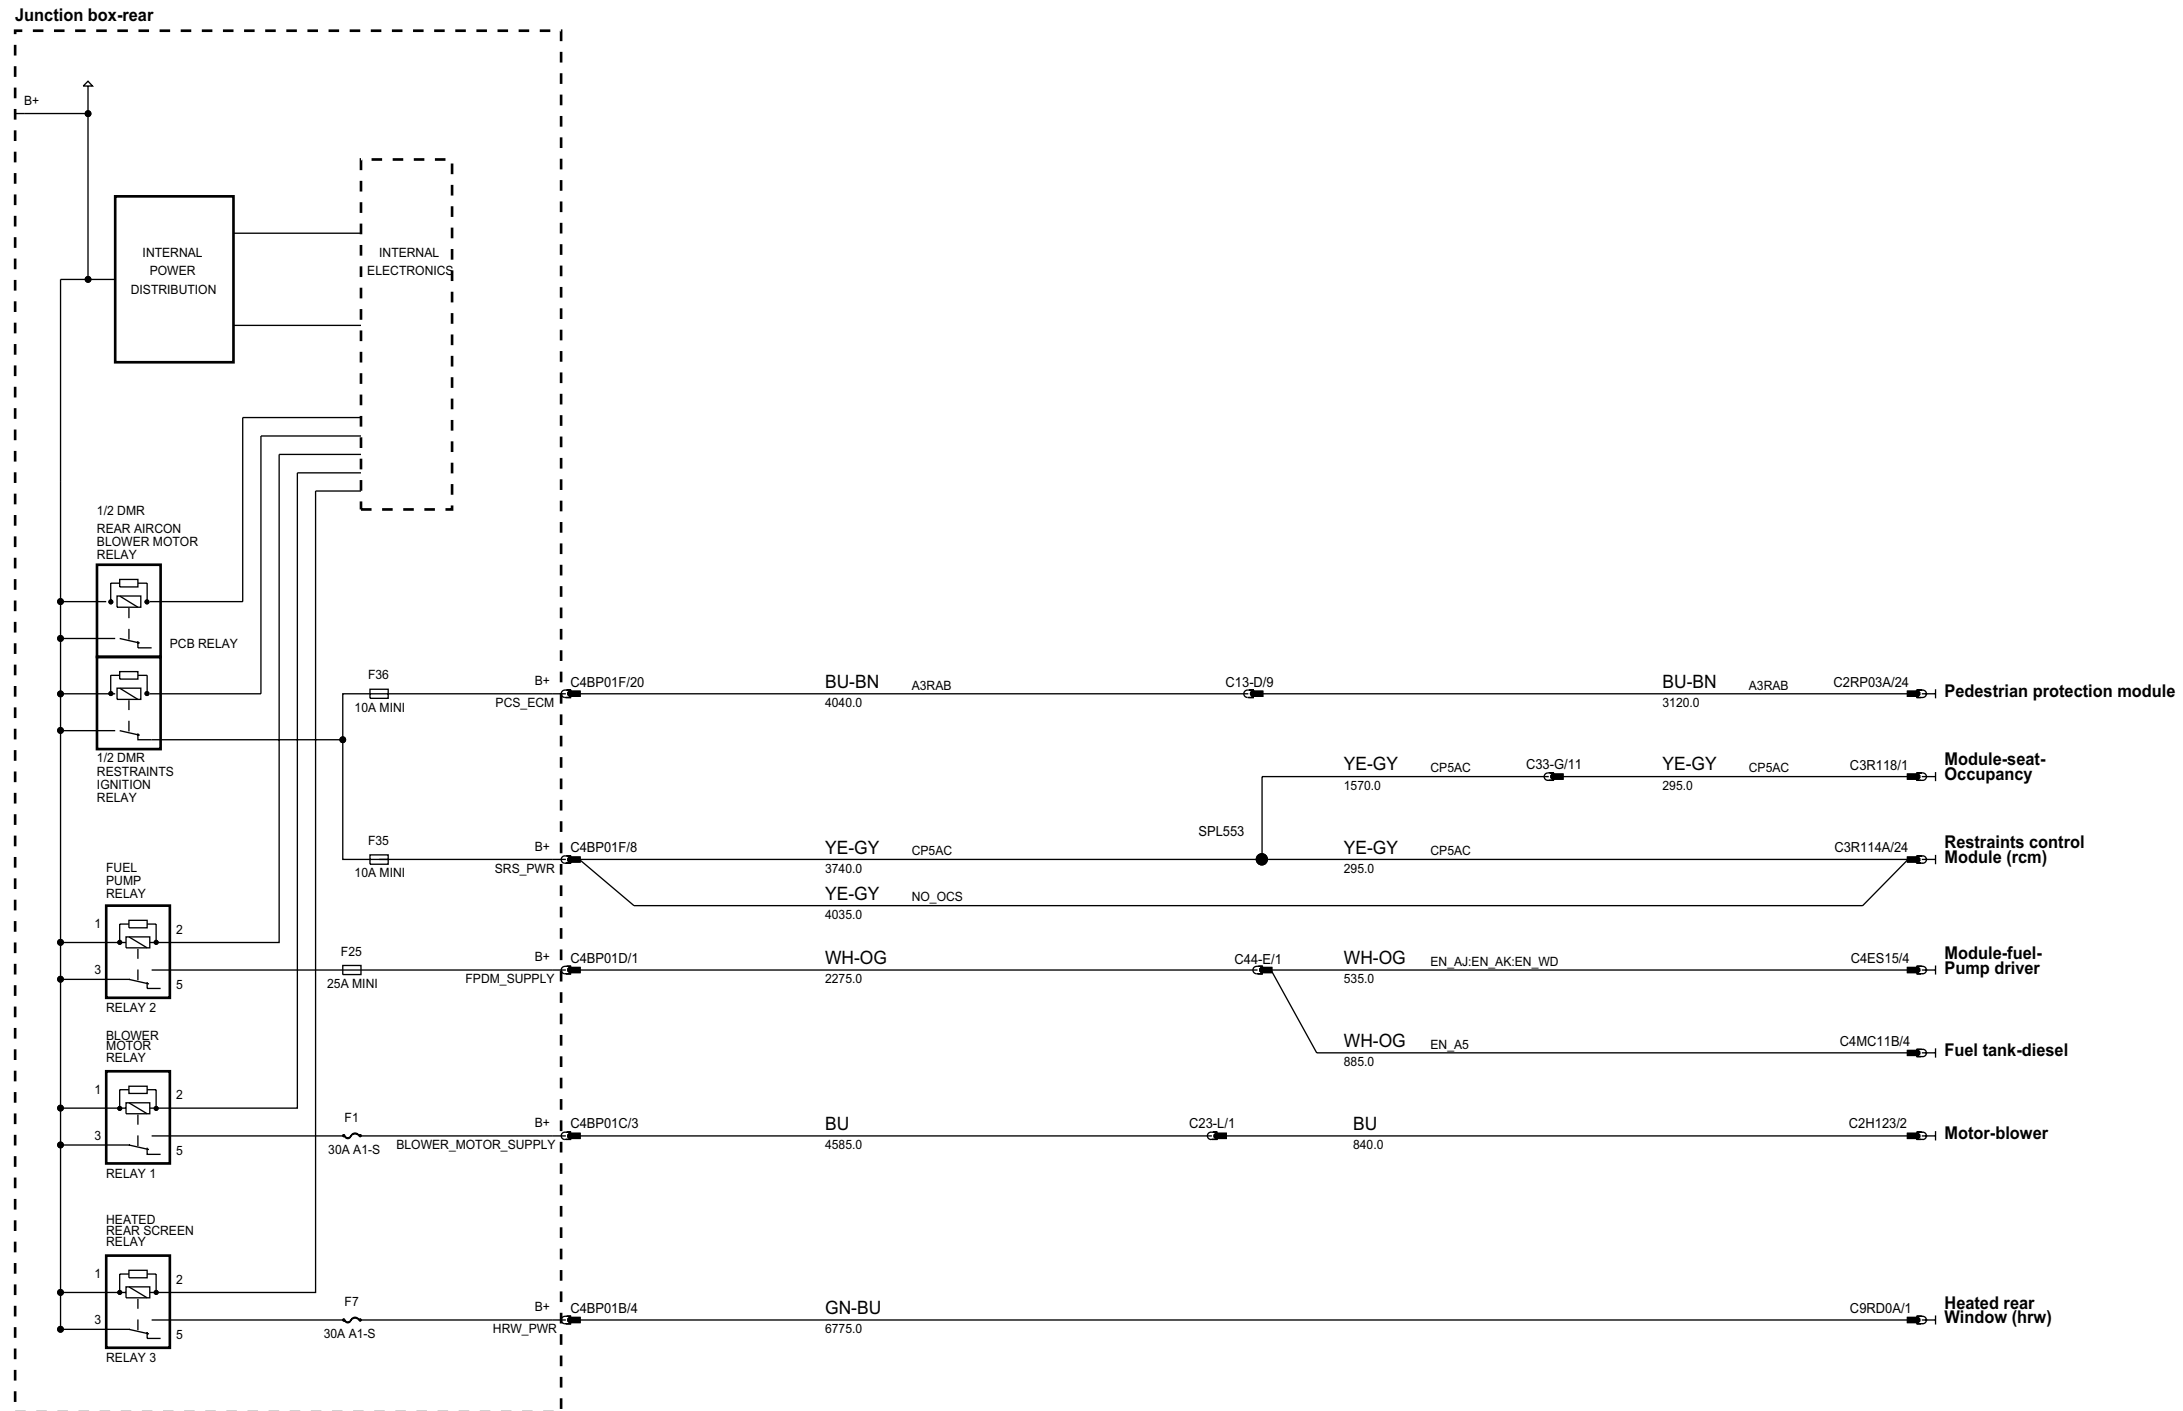 Junction box-rear
B+
INTERNAL
POWER
DISTRIBUTION
INTERNAL
ELECTRONICS
1/2 DMR
REAR AIRCON
BLOWER MOTOR
RELAY
PCB RELAY
1/2 DMR
RESTRAINTS
IGNITION
RELAY
F36
10A MINI
B+
PCS_ECM
C4BP01F/20
BU-BN
A3RAB
4040.0
C13-D/9
BU-BN
A3RAB
3120.0
C2RP03A/24
Pedestrian protection module
YE-GY
CP5AC
1570.0
C33-G/11
YE-GY
CP5AC
295.0
C3R118/1
Module-seat-
Occupancy
F35
10A MINI
B+
SRS_PWR
C4BP01F/8
YE-GY
CP5AC
3740.0
SPL553
YE-GY
CP5AC
295.0
C3R114A/24
Restraints control
Module (rcm)
YE-GY
NO_OCS
4035.0
FUEL
PUMP
RELAY
1
2
3
5
RELAY 2
F25
25A MINI
B+
FPDM_SUPPLY
C4BP01D/1
WH-OG
2275.0
C44-E/1
WH-OG
EN_AJ:EN_AK:EN_WD
535.0
C4ES15/4
Module-fuel-
Pump driver
WH-OG
EN_A5
885.0
C4MC11B/4
Fuel tank-diesel
BLOWER
MOTOR
RELAY
1
2
3
5
RELAY 1
F1
30A A1-S
B+
BLOWER_MOTOR_SUPPLY
C4BP01C/3
BU
4585.0
C23-L/1
BU
840.0
C2H123/2
Motor-blower
HEATED
REAR SCREEN
RELAY
1
2
3
5
RELAY 3
F7
30A A1-S
B+
HRW_PWR
C4BP01B/4
GN-BU
6775.0
C9RD0A/1
Heated rear
Window (hrw)